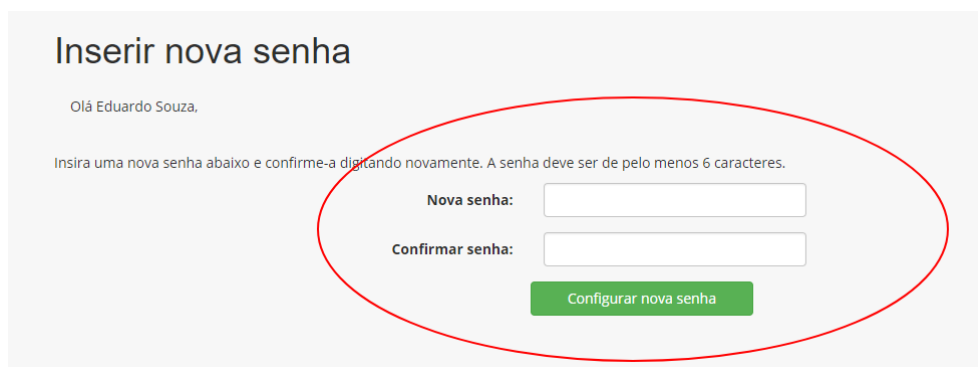 Inserir nova senha
Olá Eduardo Souza,
Insira uma nova senha abaixo e confirme-a digitando novamente. A senha deve ser de pelo menos 6 caracteres.
Nova senha:
Confirmar senha:
Configurar nova senha